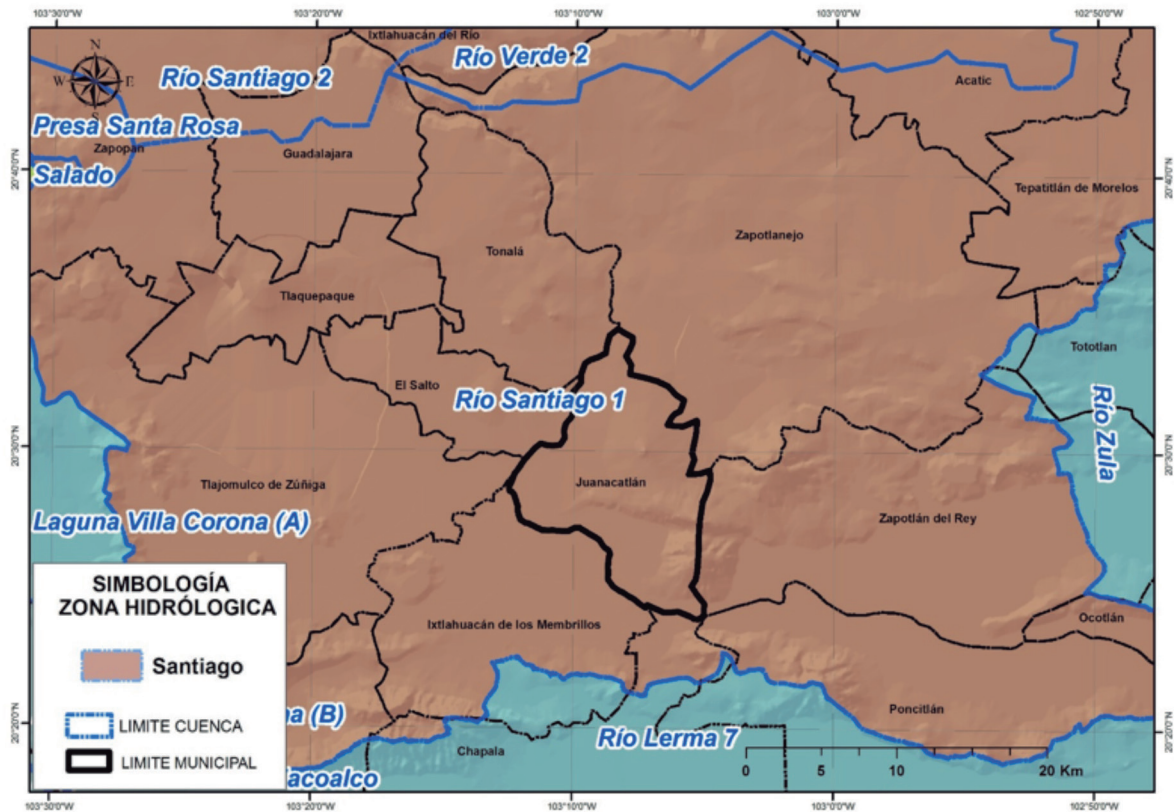 103°30'0"W
103°20'0"W
103°10'0"W
103°0'0"W
102°50'0"W
Ixtlahuacán del Río
N
W E
S
Río Verde 2
Río Santiago 2
Acatic
Presa Santa Rosa
Zapopan
Guadalajara
20°40'0"N
20°40'0"N
Salado
Tepatitlán de Morelos
Zapotlanejo
Tonalá
Tlaquepaque
Tototlan
El Salto
Río Santiago 1
Río Zula
20°30'0"N
20°30'0"N
Tlajomulco de Zúñiga
Juanacatlán
Zapotlán del Rey
Laguna Villa Corona (A)
SIMBOLOGÍA
ZONA HIDRÓLOGICA
Santiago
LIMITE CUENCA
LIMITE MUNICIPAL
Ixtlahuacán de los Membrillos
Ocotlán
Poncitlán
20°20'0"N
20°20'0"N
na (B)
Río Lerma 7
Chapala
acoalco
0 5 10 20 Km
103°30'0"W
103°20'0"W
103°10'0"W
103°0'0"W
102°50'0"W